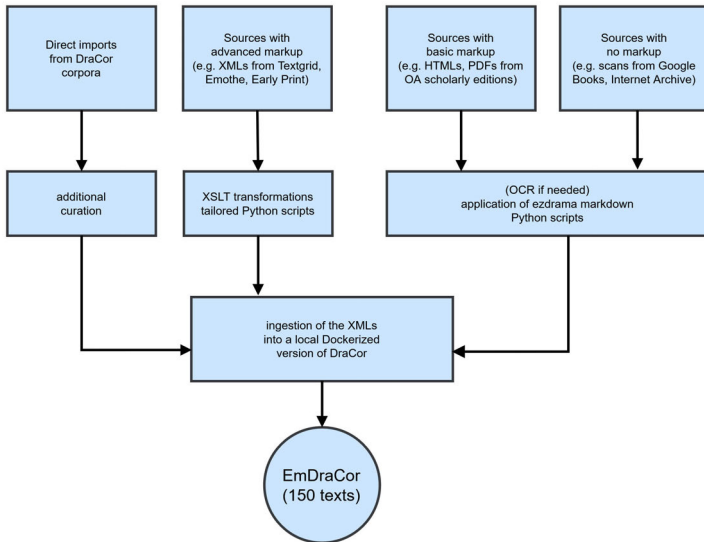 Direct imports
from DraCor
corpora
Sources with
advanced markup
(e.g. XMLs from Textgrid,
Emothe, Early Print)
Sources with
basic markup
(e.g. HTMLs, PDFs from
OA scholarly editions)
Sources with
no markup
(e.g. scans from Google
Books, Internet Archive)
additional
curation
XSLT transformations
tailored Python scripts
(OCR if needed)
application of ezdrama markdown
Python scripts
ingestion of the XMLs
into a local Dockerized
version of DraCor
EmDraCor
(150 texts)